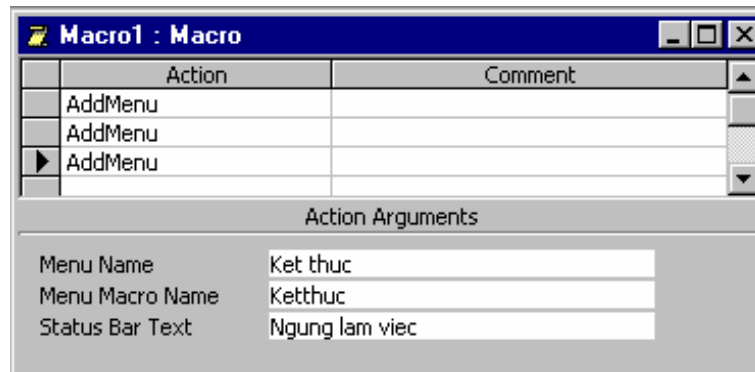 Macro1 : Macro
Action Comment
AddMenu
AddMenu
AddMenu
Action Arguments
Menu Name Ket thuc
Menu Macro Name Ketthuc
Status Bar Text Ngung lam viec